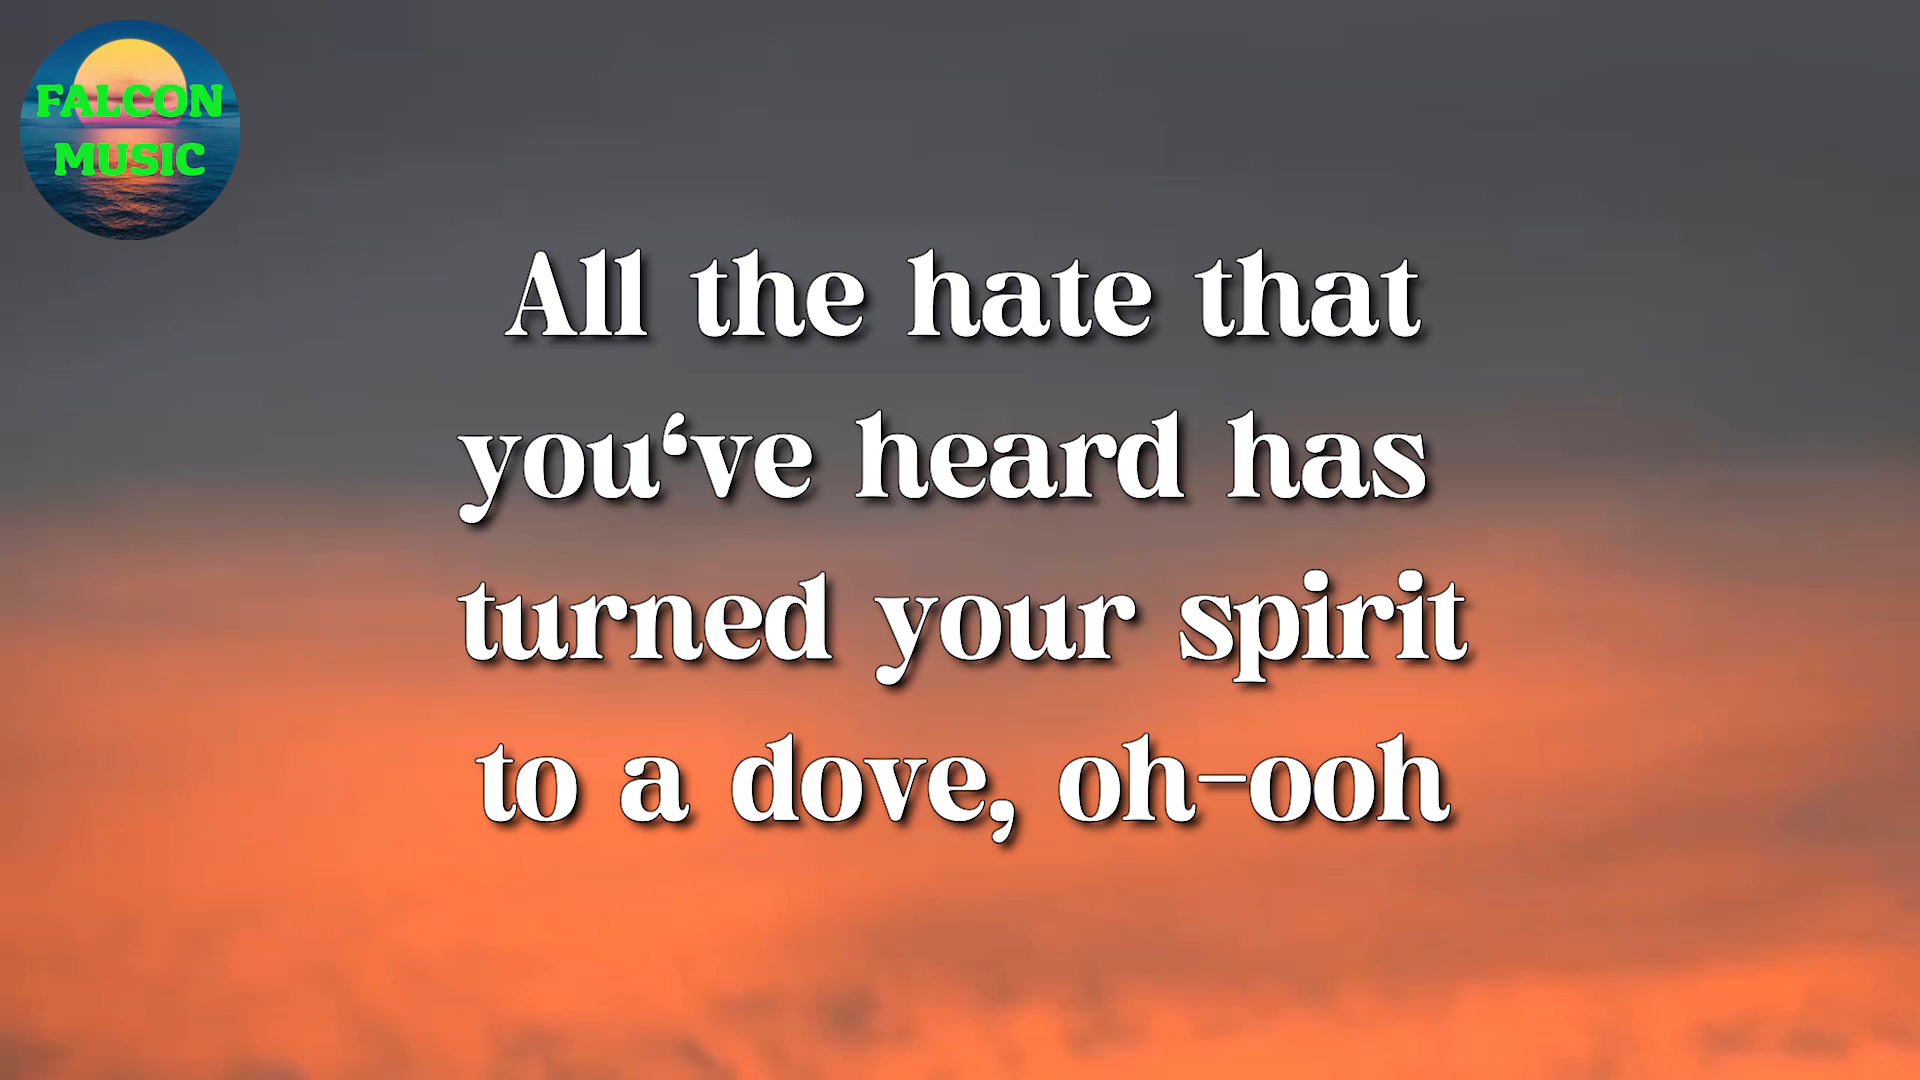 FALCON
MUSIC
All the hate that
you‘ve heard has
turned your spirit
to a dove, oh-ooh